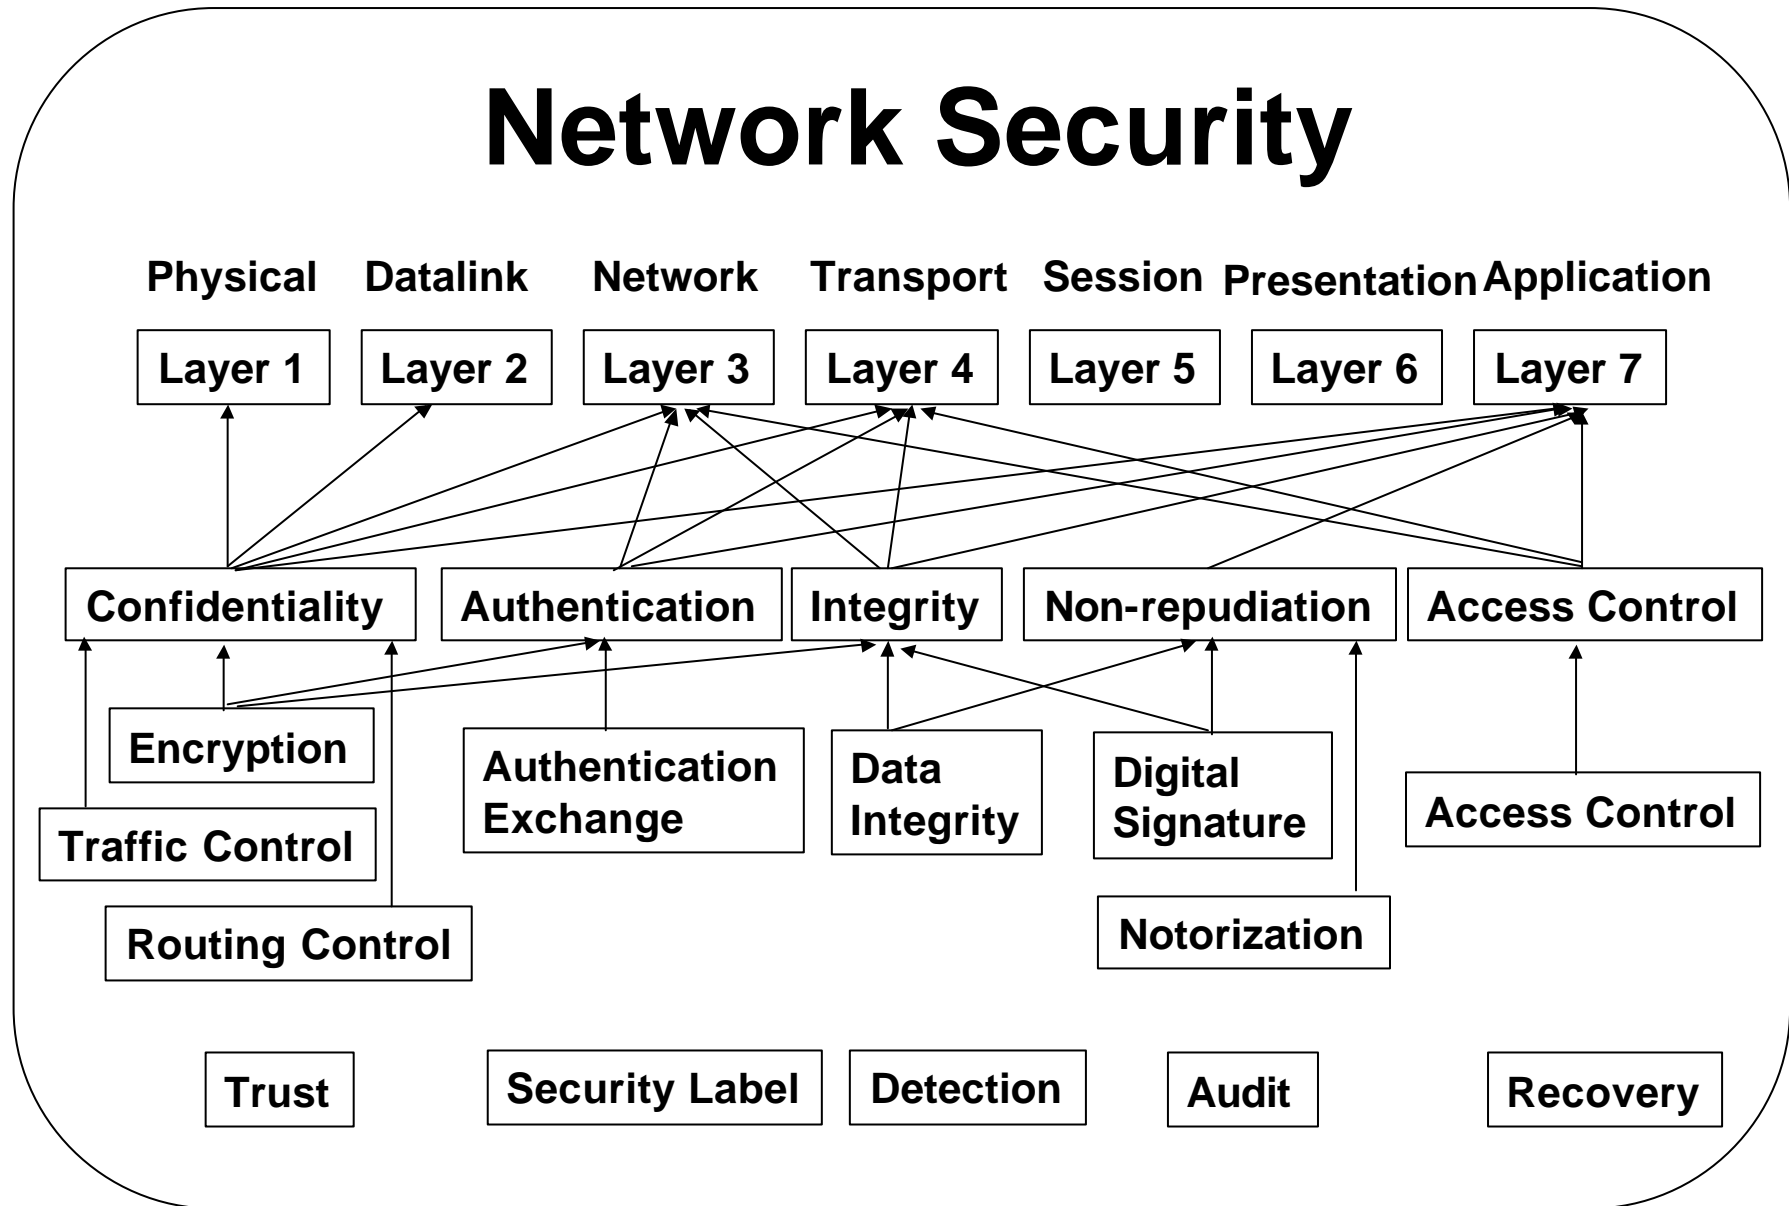 Network Security
Physical Datalink Network Transport Session Presentation Application
Layer 1 Layer 2 Layer 3 Layer 4 Layer 5 Layer 6 Layer 7
Confidentiality Authentication Integrity Non-repudiation Access Control
Encryption
Authentication
Exchange
Data
Integrity
Digital
Signature
Access Control
Traffic Control
Routing Control
Notorization
Trust Security Label Detection Audit Recovery